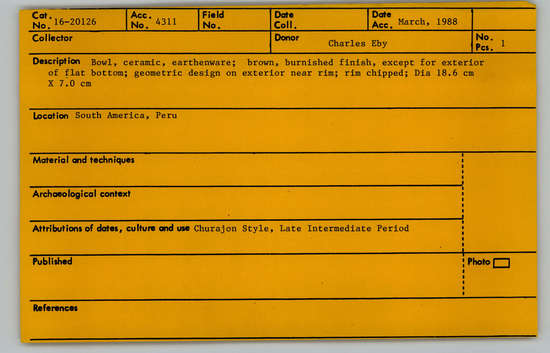 Cat. No. 16-20126 Acc. No. 4311 Field No. Date Coll. Date Acc. March, 1988
Collector Donor Charles Eby No. Pcs. 1
Description Bowl, ceramic, earthenware; brown, burnished finish, except for exterior
of flat bottom; geometric design on exterior near rim; rim chipped; Dia 18.6 cm
X 7.0 cm
Location South America, Peru
Material and techniques
Archaeological context
Attributions of dates, culture and use Churajon Style, Late Intermediate Period
Published Photo
References